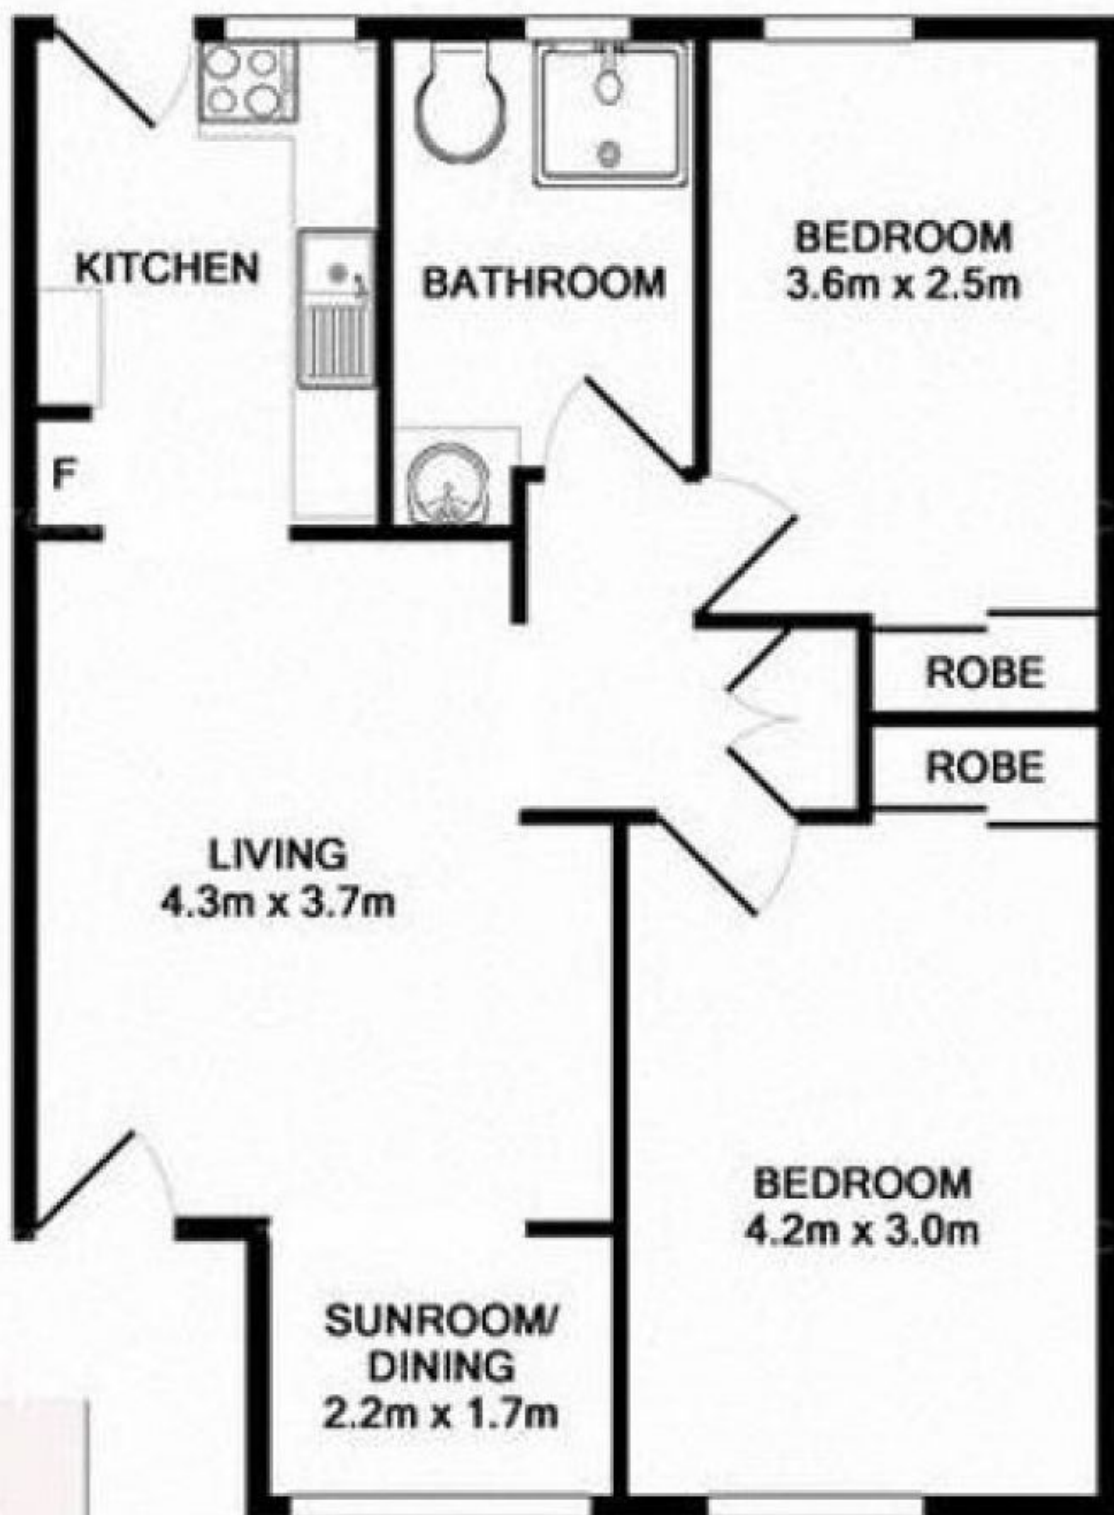 KITCHEN
BATHROOM
BEDROOM
3.6m x 2.5m
F
ROBE
ROBE
LIVING
4.3m x 3.7m
BEDROOM
4.2m x 3.0m
SUNROOM/
DINING
2.2m x 1.7m